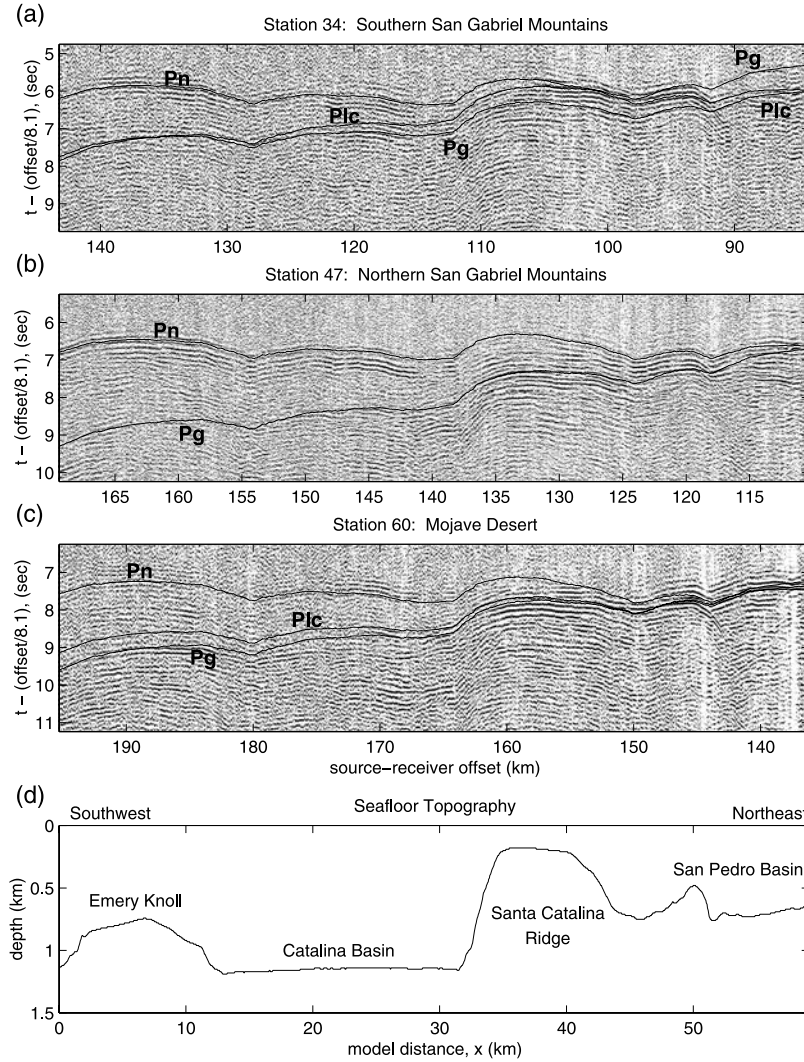 (a)
Station 34: Southern San Gabriel Mountains
5
6
7
8
9
t − (offset/8.1), (sec)
Pn
Plc
Pg
Pg
Plc
140 130 120 110 100 90
(b)
Station 47: Northern San Gabriel Mountains
6
7
8
9
10
t − (offset/8.1), (sec)
Pn
Pg
165 160 155 150 145 140 135 130 125 120 115
(c)
Station 60: Mojave Desert
7
8
9
10
11
t − (offset/8.1), (sec)
Pn
Plc
Pg
190 180 170 160 150 140
source−receiver offset (km)
(d)
Southwest Seafloor Topography Northeast
0
0.5
1
1.5
depth (km)
Emery Knoll
Catalina Basin
Santa Catalina
Ridge
San Pedro Basin
0 10 20 30 40 50
model distance, x (km)